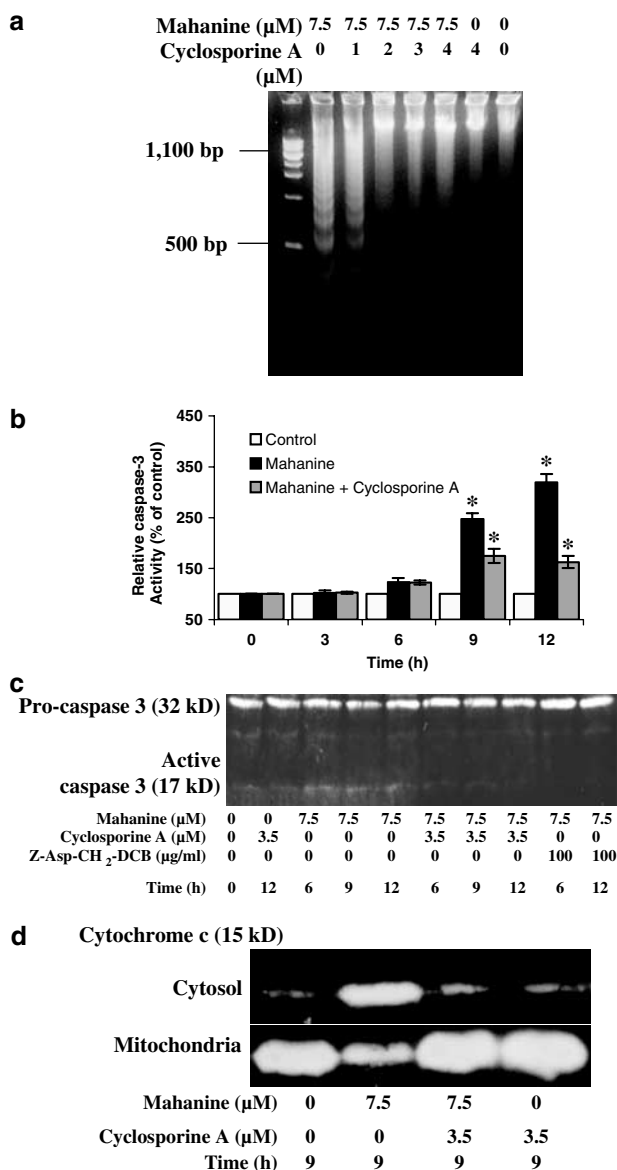 a
Mahanine (µM) 7.5 7.5 7.5 7.5 7.5 0 0
Cyclosporine A 0 1 2 3 4 4 0
(µM)
1,100 bp
500 bp
b
Relative caspase-3
Activity (% of control)
450
350
250
150
50
Control
Mahanine
Mahanine + Cyclosporine A
* * * *
0 3 6 9 12
Time (h)
c
Pro-caspase 3 (32 kD)
Active
caspase 3 (17 kD)
Mahanine (µM) 0 0 7.5 7.5 7.5 7.5 7.5 7.5 7.5 7.5
Cyclosporine A (µM) 0 3.5 0 0 0 3.5 3.5 3.5 0 0
Z-Asp-CH 2-DCB (µg/ml) 0 0 0 0 0 0 0 0 100 100
Time (h) 0 12 6 9 12 6 9 12 6 12
d
Cytochrome c (15 kD)
Cytosol
Mitochondria
Mahanine (µM) 0 7.5 7.5 0
Cyclosporine A (µM) 0 0 3.5 3.5
Time (h) 9 9 9 9